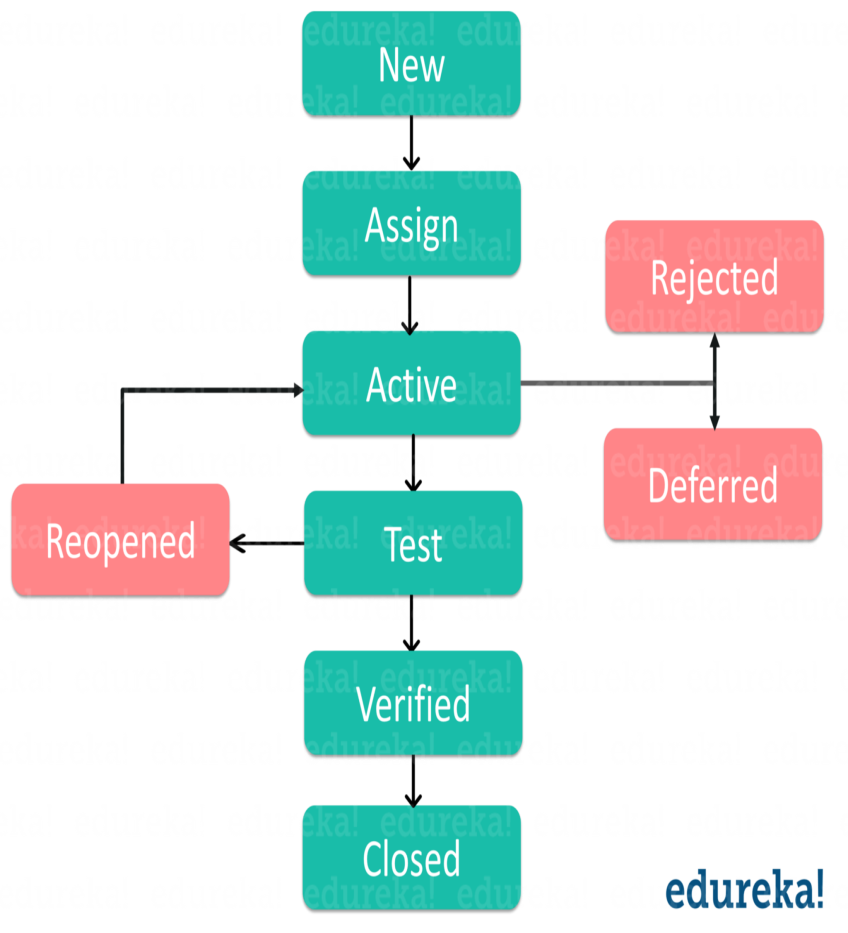 New
Assign
Rejected
Active
Deferred
Reopened
Test
Verified
Closed
edureka!